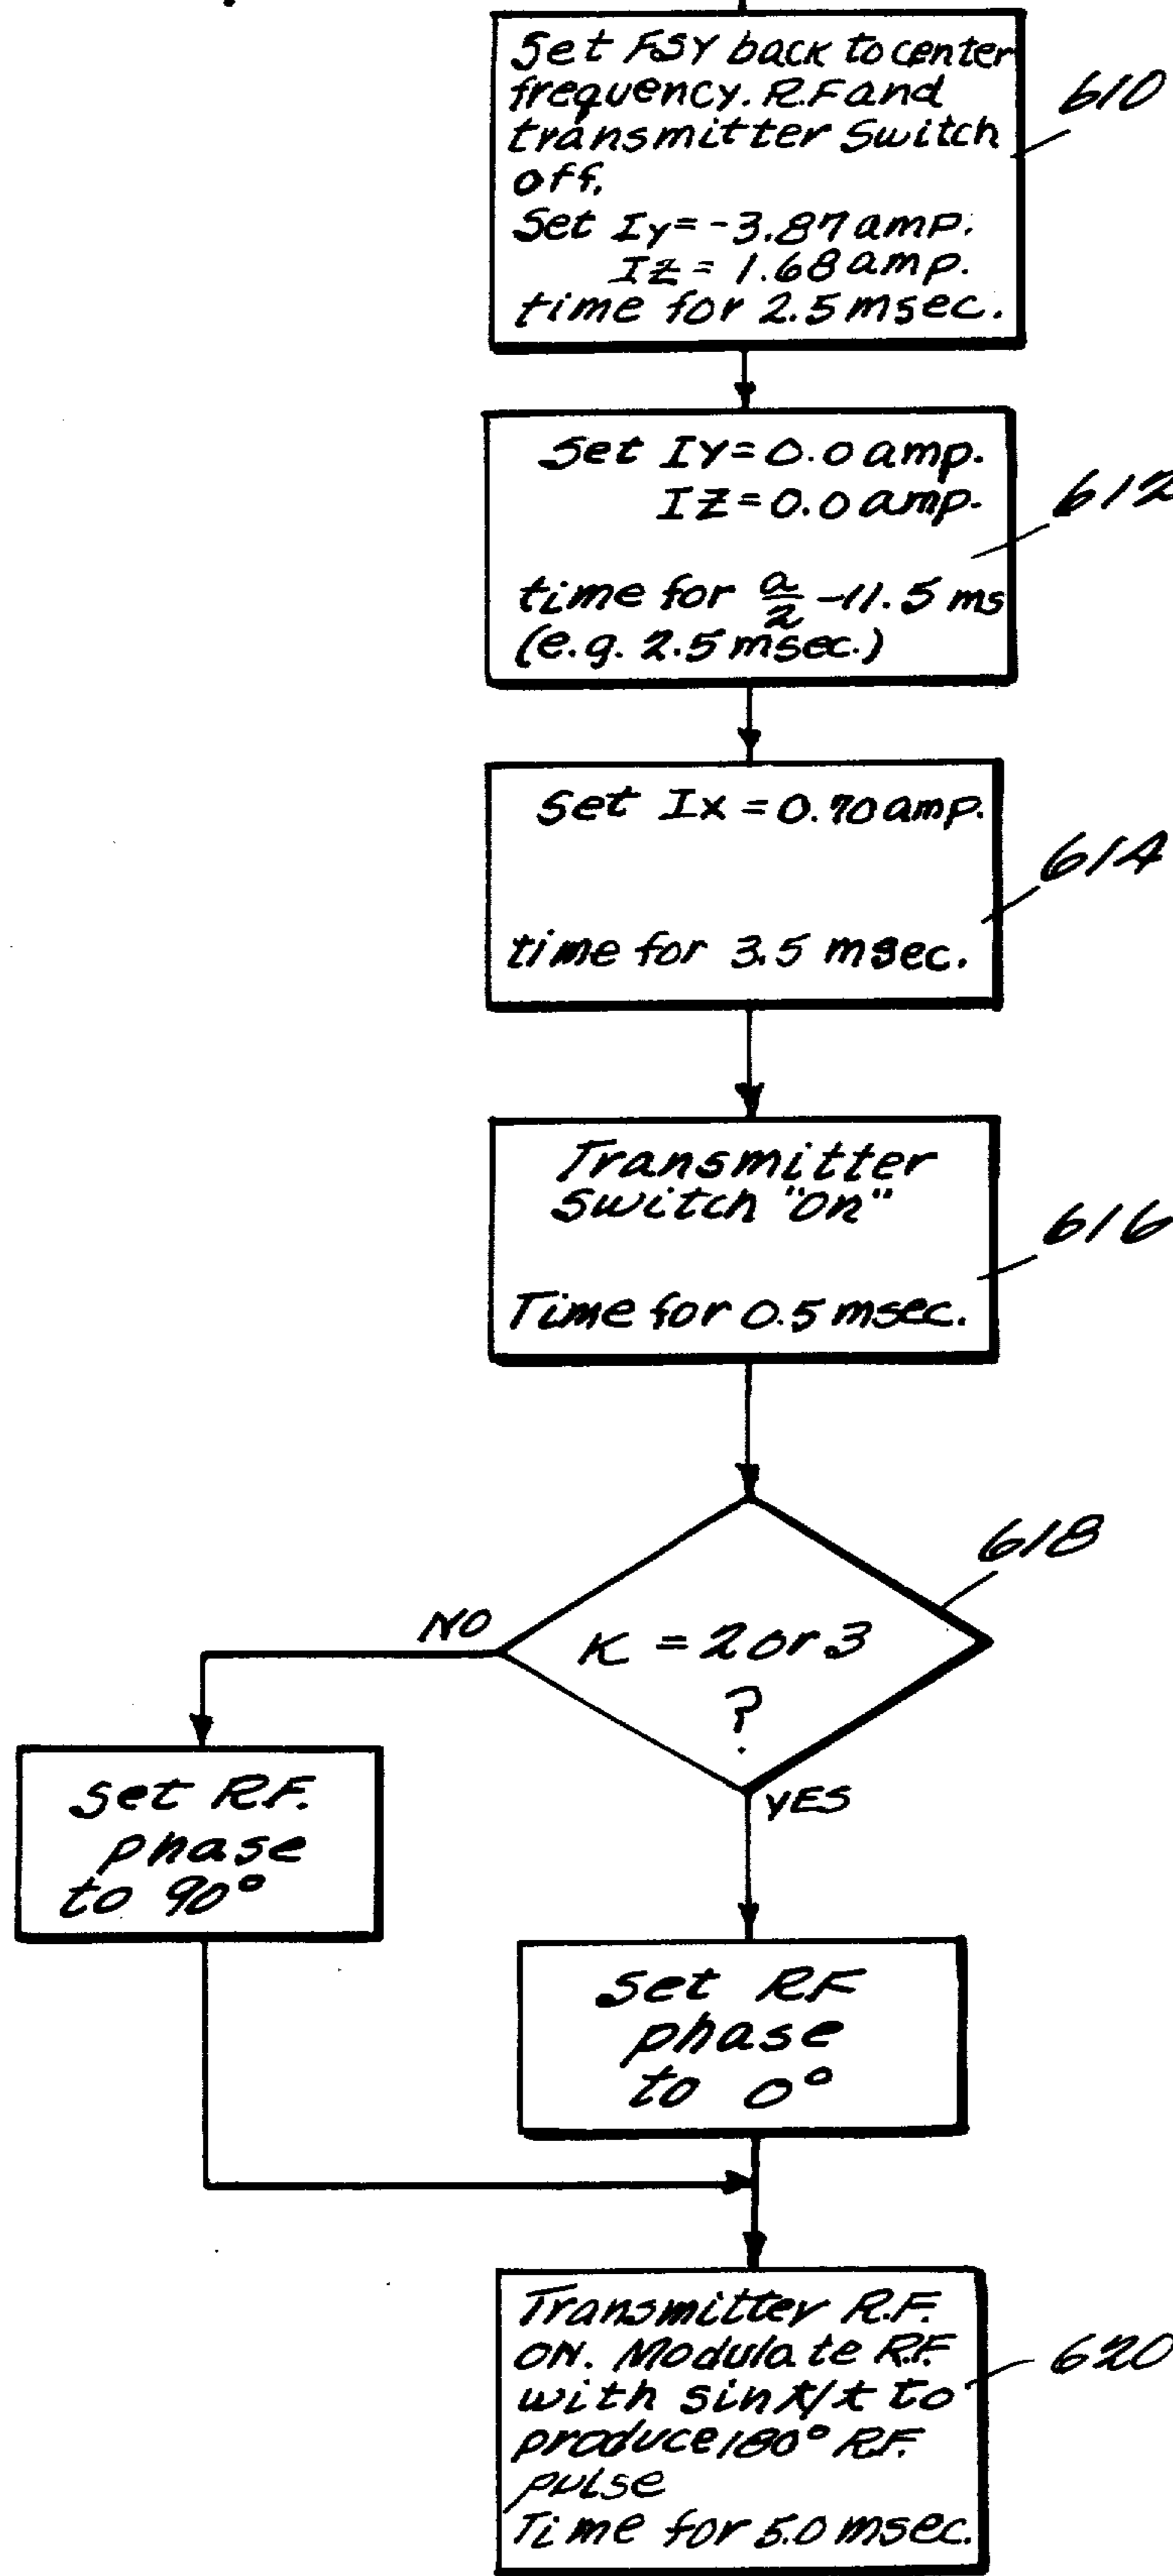 Set FSY back to center
frequency. R.F and
transmitter Switch
off.
Set IY = -3.87 amp.
IZ = 1.68 amp.
time for 2.5 msec.
610
Set IY = 0.0 amp.
IZ = 0.0 amp.
time for a/2 - 11.5 ms
(e.g. 2.5 msec.)
612
Set IX = 0.70 amp.
time for 3.5 msec.
614
Transmitter
Switch "On"
Time for 0.5 msec.
616
618
NO
K = 2 or 3
?
YES
Set R.F.
phase
to 90°
Set RF
phase
to 0°
Transmitter R.F.
ON. Modulate R.F.
with sin t/t to
produce 180° R.F.
pulse
Time for 5.0 msec.
620